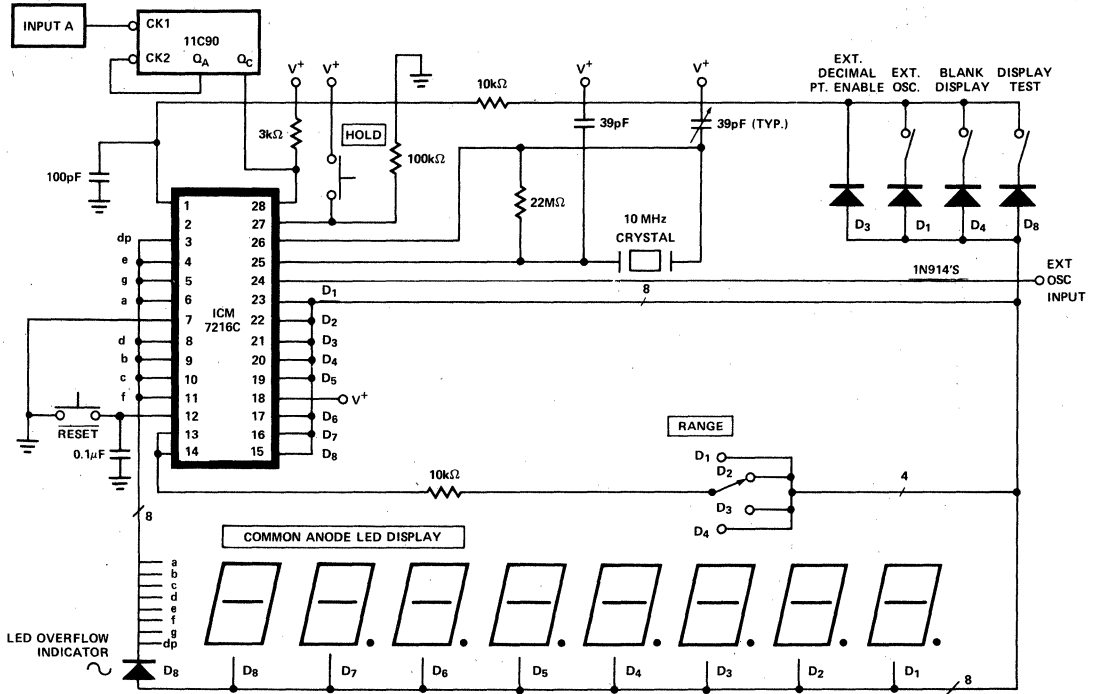 INPUT A
CK1
11C90
CK2
QA
QC
V+
V+
V+
V+
10kΩ
EXT. DECIMAL PT. ENABLE
EXT. OSC.
BLANK DISPLAY
DISPLAY TEST
3kΩ
HOLD
39pF
39pF (TYP.)
100kΩ
100pF
22MΩ
10 MHz
CRYSTAL
D3
D1
D4
D8
1N914'S
EXT
OSC
INPUT
ICM
7216C
1
28
2
27
dp
3
26
e
4
25
g
5
24
a
6
23
D1
8
7
22
D2
d
8
21
D3
b
9
20
D4
c
10
19
D5
f
11
18
V+
12
17
D6
13
16
D7
14
15
D8
RESET
0.1μF
RANGE
D1
D2
D3
D4
10kΩ
4
8
COMMON ANODE LED DISPLAY
a
b
c
d
e
f
g
dp
LED OVERFLOW
INDICATOR
D8
D8
D7
D6
D5
D4
D3
D2
D1
8